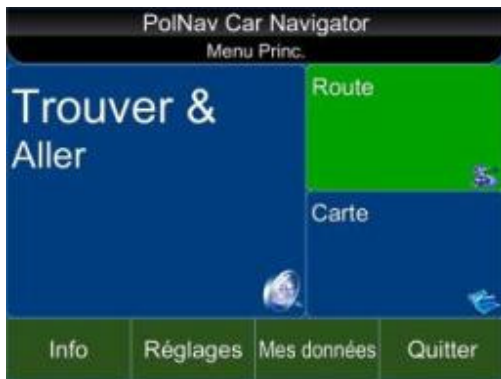 PolNav Car Navigator
Menu Princ.
Trouver &
Aller
Route
Carte
Info
Réglages
Mes données
Quitter